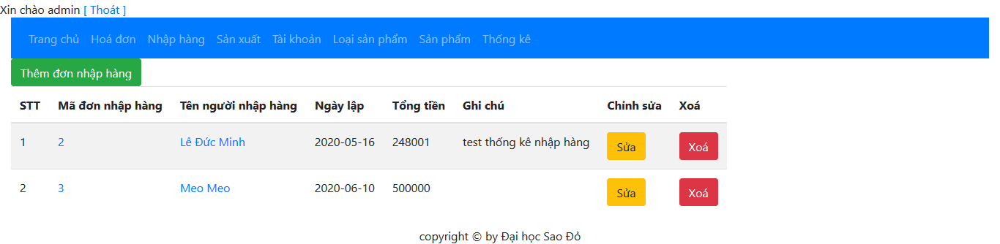 Xin chào admin [ Thoát ]
Trang chủ Hoá đơn Nhập hàng Sản xuất Tài khoản Loại sản phẩm Sản phẩm Thống kê
Thêm đơn nhập hàng
STT Mã đơn nhập hàng Tên người nhập hàng Ngày lập Tổng tiền Ghi chú Chỉnh sửa Xoá
1 2 Lê Đức Minh 2020-05-16 248001 test thống kê nhập hàng Sửa Xoá
2 3 Meo Meo 2020-06-10 500000 Sửa Xoá
copyright © by Đại học Sao Đỏ